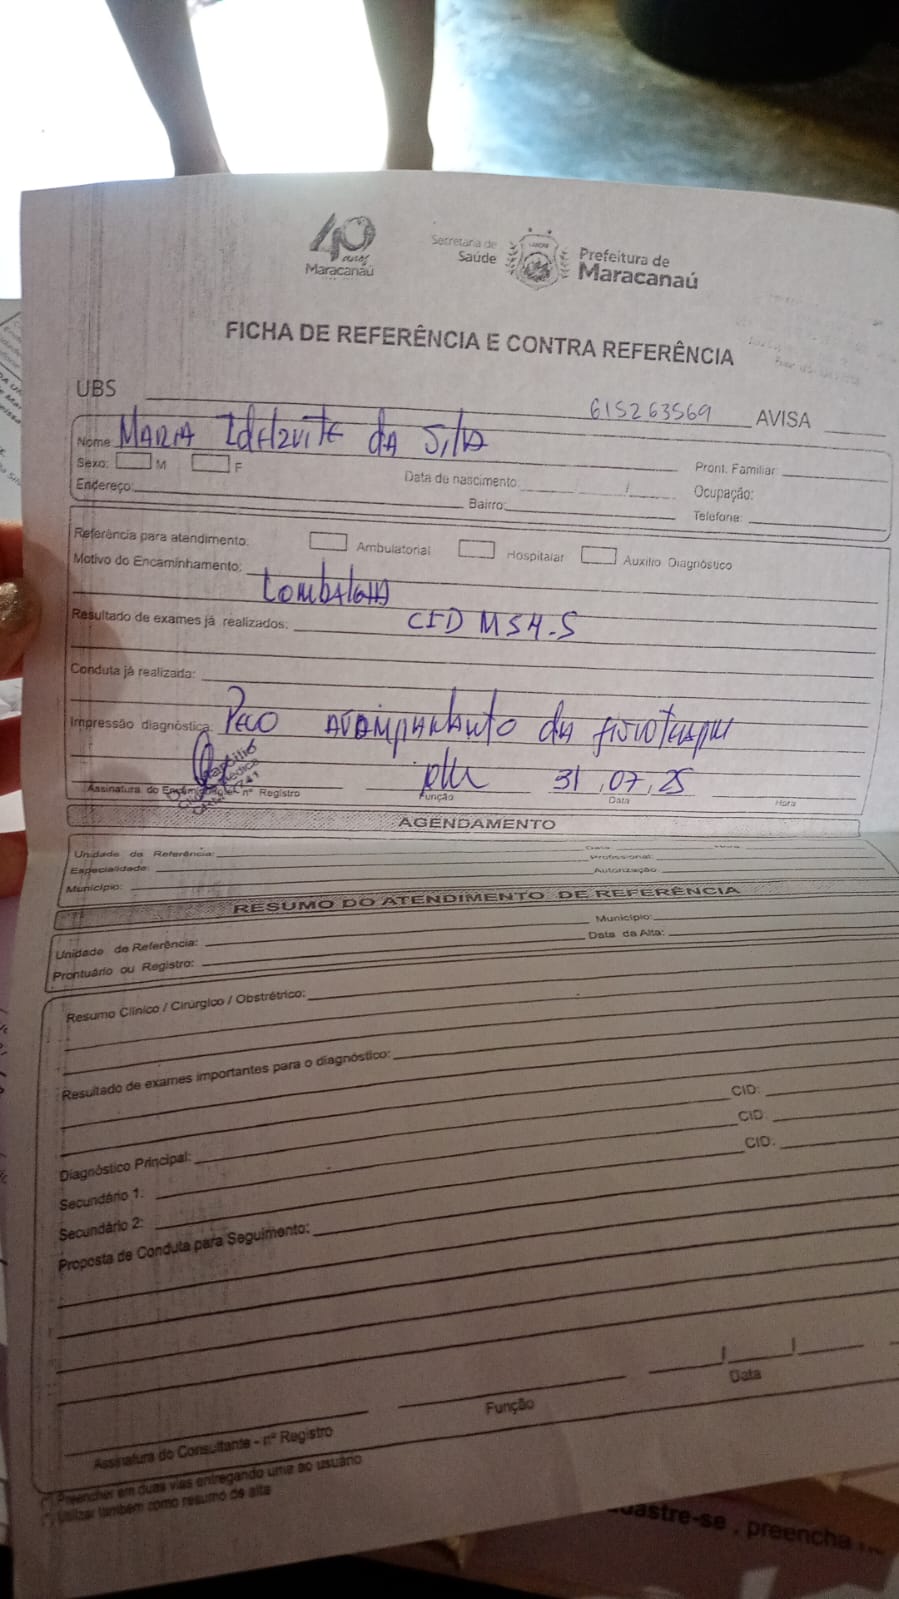 40
anos
Maracanaú
Secretaria de
Saúde
Prefeitura de
Maracanaú
FICHA DE REFERÊNCIA E CONTRA REFERÊNCIA
UBS 615263569 AVISA
Nome MARIA IdElzuite da Silva
Sexo: M F Data de nascimento: / Pront. Familiar
Endereço: Bairro: Ocupação:
Telefone:
Referência para atendimento: Ambulatorial Hospitalar Auxílio Diagnóstico
Motivo do Encaminhamento: Lombalgia
Resultado de exames já realizados: CID M54.5
Conduta já realizada:
Impressão diagnóstica: Peço acompanhamento da fisioterapia
31,07,25
Assinatura do nº Registro Função Data Hora
AGENDAMENTO
Unidade de Referência: Data Hora
Especialidade: Profissional:
Município: Autorização
RESUMO DO ATENDIMENTO DE REFERÊNCIA
Unidade de Referência: Município:
Prontuário ou Registro: Data da Alta:
Resumo Clínico / Cirúrgico / Obstrétrico:
Resultado de exames importantes para o diagnóstico:
Diagnóstico Principal: CID:
Secundário 1: CID:
Secundário 2: CID:
Proposta de Conduta para Seguimento:
/ /
Assinatura do Consultante - nº Registro Função Data
(*) Preencher em duas vias entregando uma ao usuário
(*) Utilizar também como resumo de alta
dastre-se , preencha